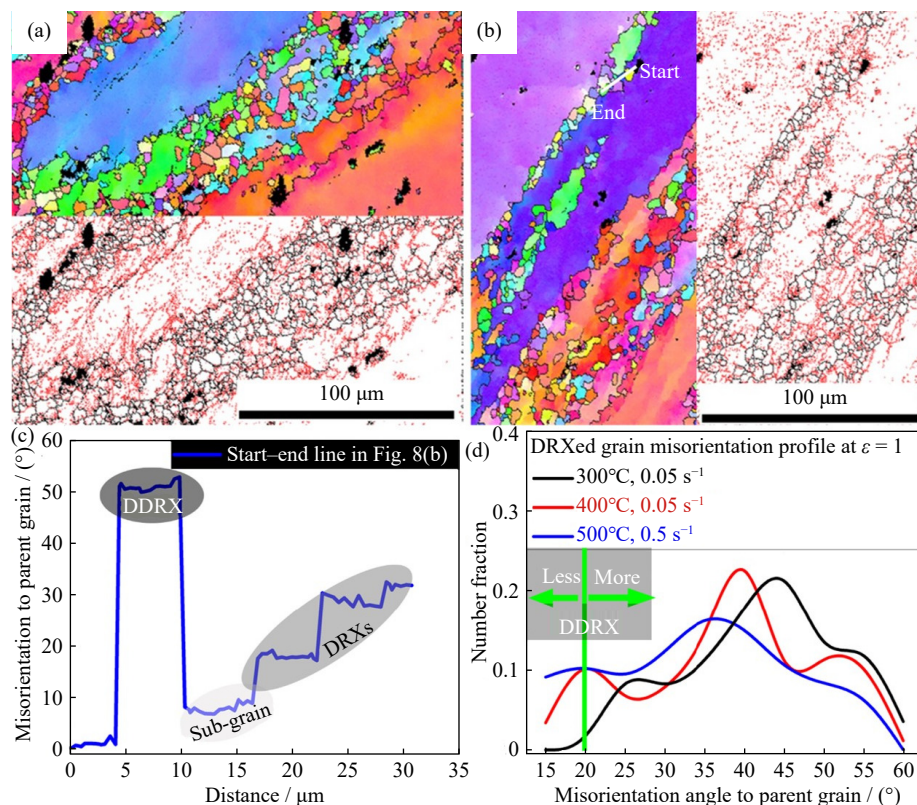 (a)
100 μm
(b)
Start
End
100 μm
(c)
60
50
40
30
20
10
0
Misorientation to parent grain / (°)
Start–end line in Fig. 8(b)
DDRX
Sub-grain
DRXs
0 5 10 15 20 25 30 35
Distance / μm
(d)
0.4
0.3
0.2
0.1
0
Number fraction
DRXed grain misorientation profile at ε = 1
300°C, 0.05 s⁻¹
400°C, 0.05 s⁻¹
500°C, 0.5 s⁻¹
Less More
DDRX
15 20 25 30 35 40 45 50 55 60
Misorientation angle to parent grain / (°)